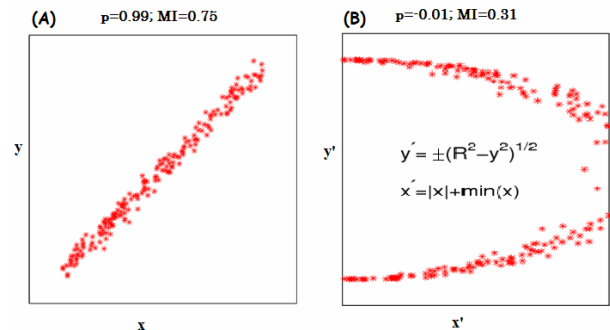 (A) p=0.99; MI=0.75
y
x
(B) p=-0.01; MI=0.31
y'
y´= ±(R²−y²)^1/2
x´=|x|+min(x)
x'